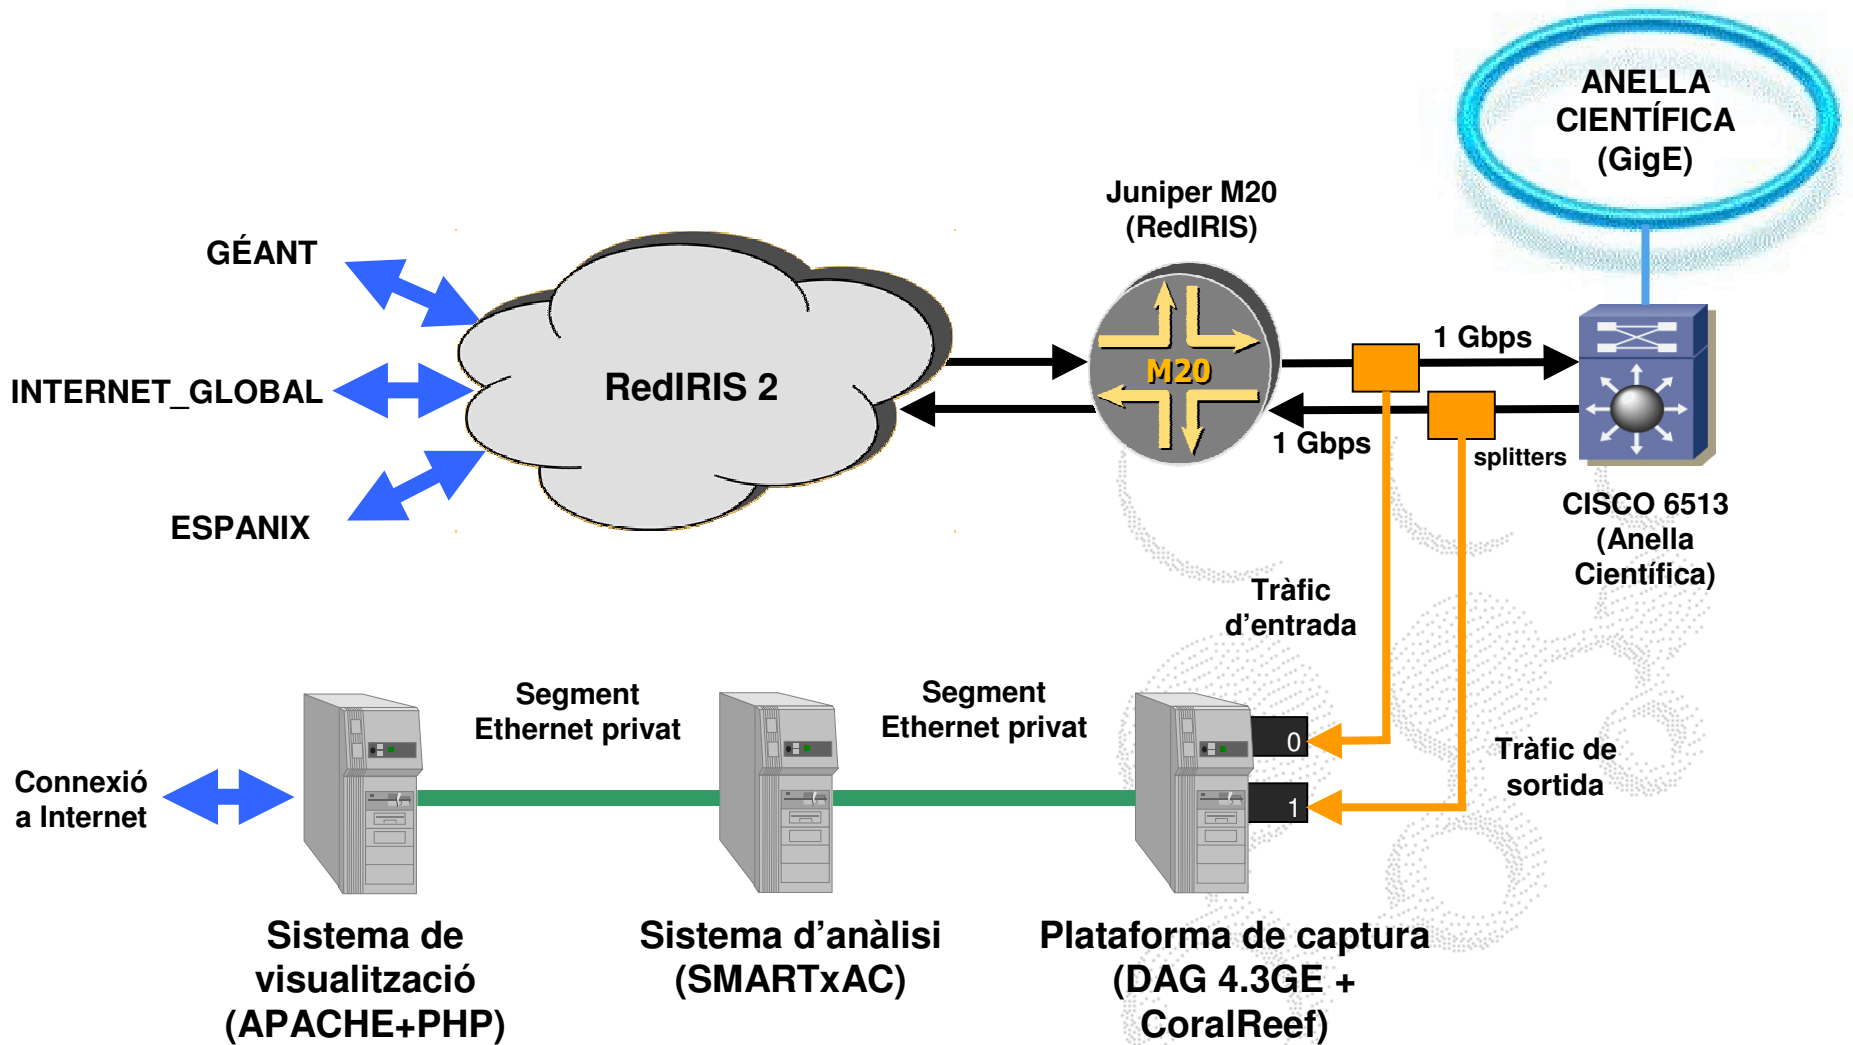 ANELLA
CIENTÍFICA
(GigE)
Juniper M20
(RedIRIS)
GÉANT
INTERNET_GLOBAL
ESPANIX
RedIRIS 2
M20
1 Gbps
1 Gbps
splitters
CISCO 6513
(Anella
Científica)
Tràfic
d’entrada
Tràfic de
sortida
Segment
Ethernet privat
Segment
Ethernet privat
0
1
Connexió
a Internet
Sistema de
visualització
(APACHE+PHP)
Sistema d’anàlisi
(SMARTxAC)
Plataforma de captura
(DAG 4.3GE +
CoralReef)